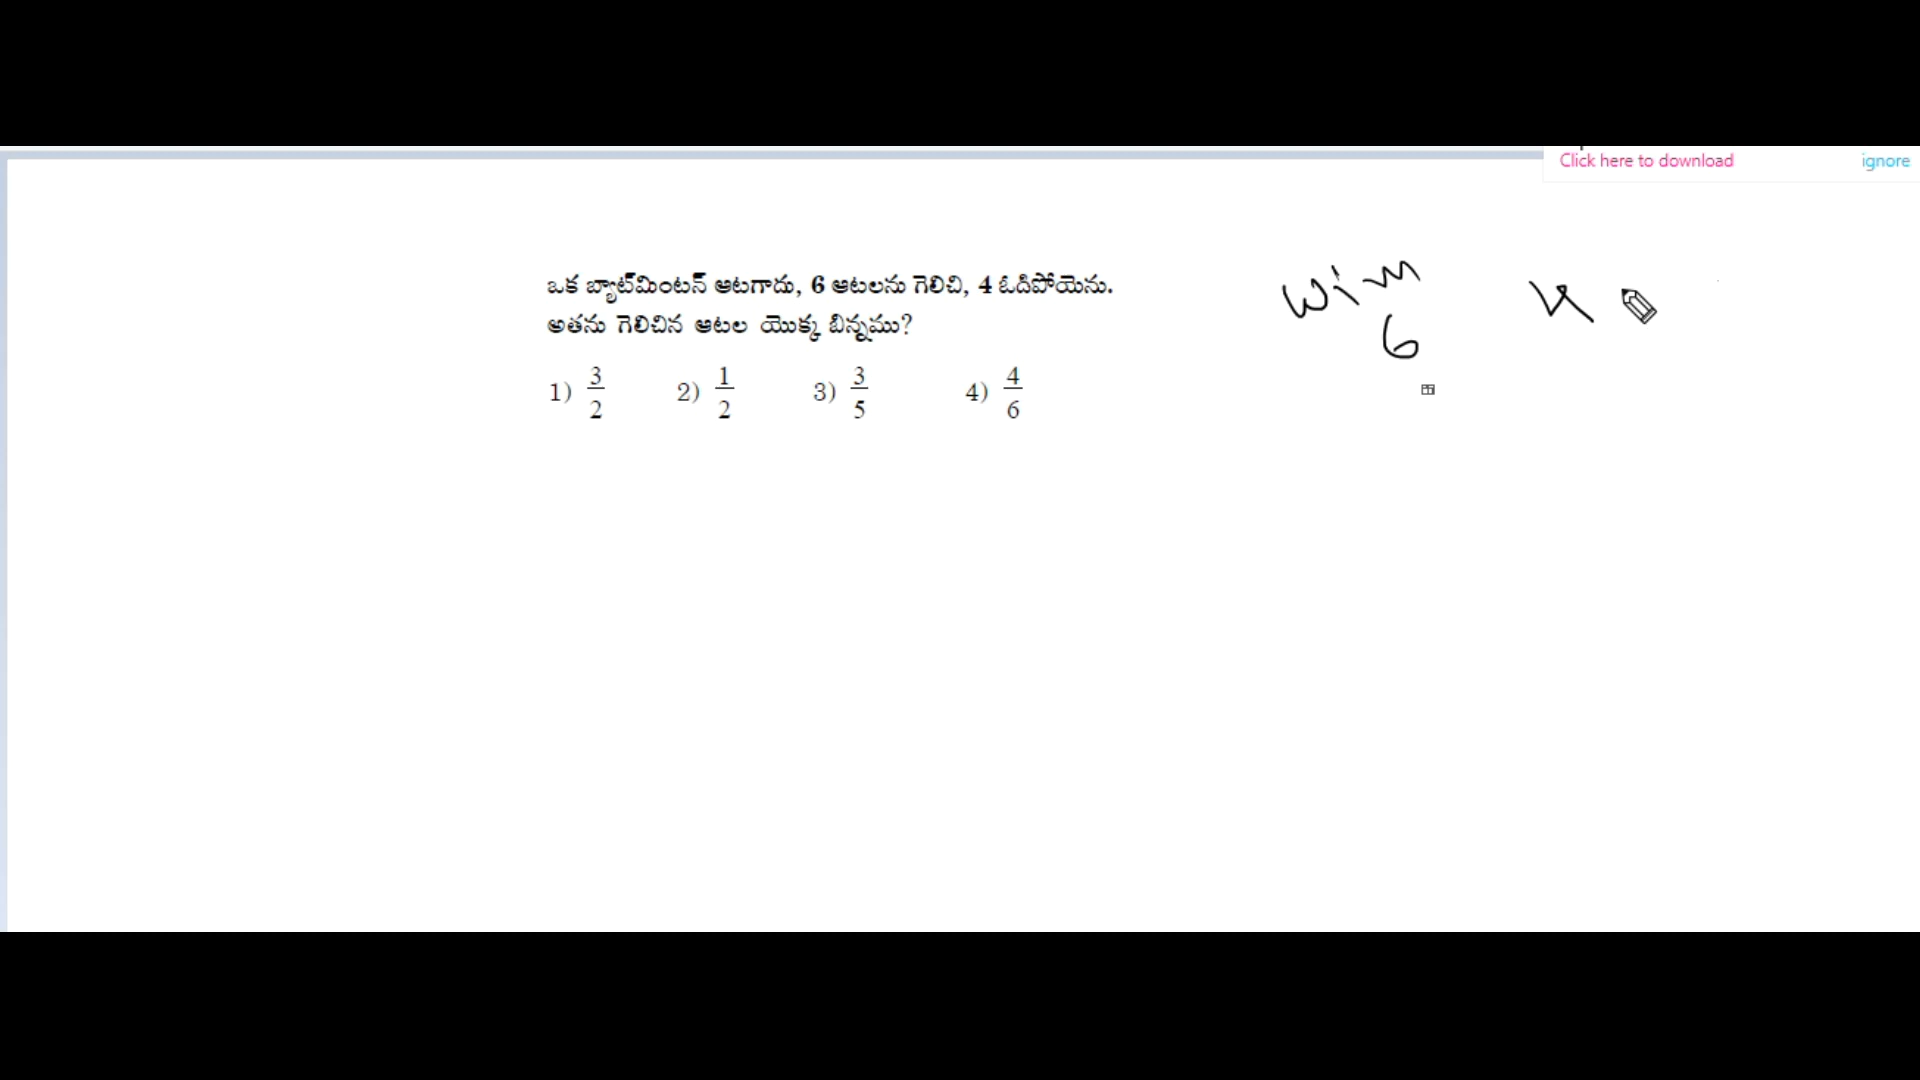 Click here to download ignore
ఒక బ్యాట్‌మింటన్ ఆటగాడు, 6 ఆటలను గెలిచి, 4 ఓడిపోయెను.
అతను గెలిచిన ఆటల యొక్క బిన్నము?
1) 3/2 2) 1/2 3) 3/5 4) 4/6
win
6